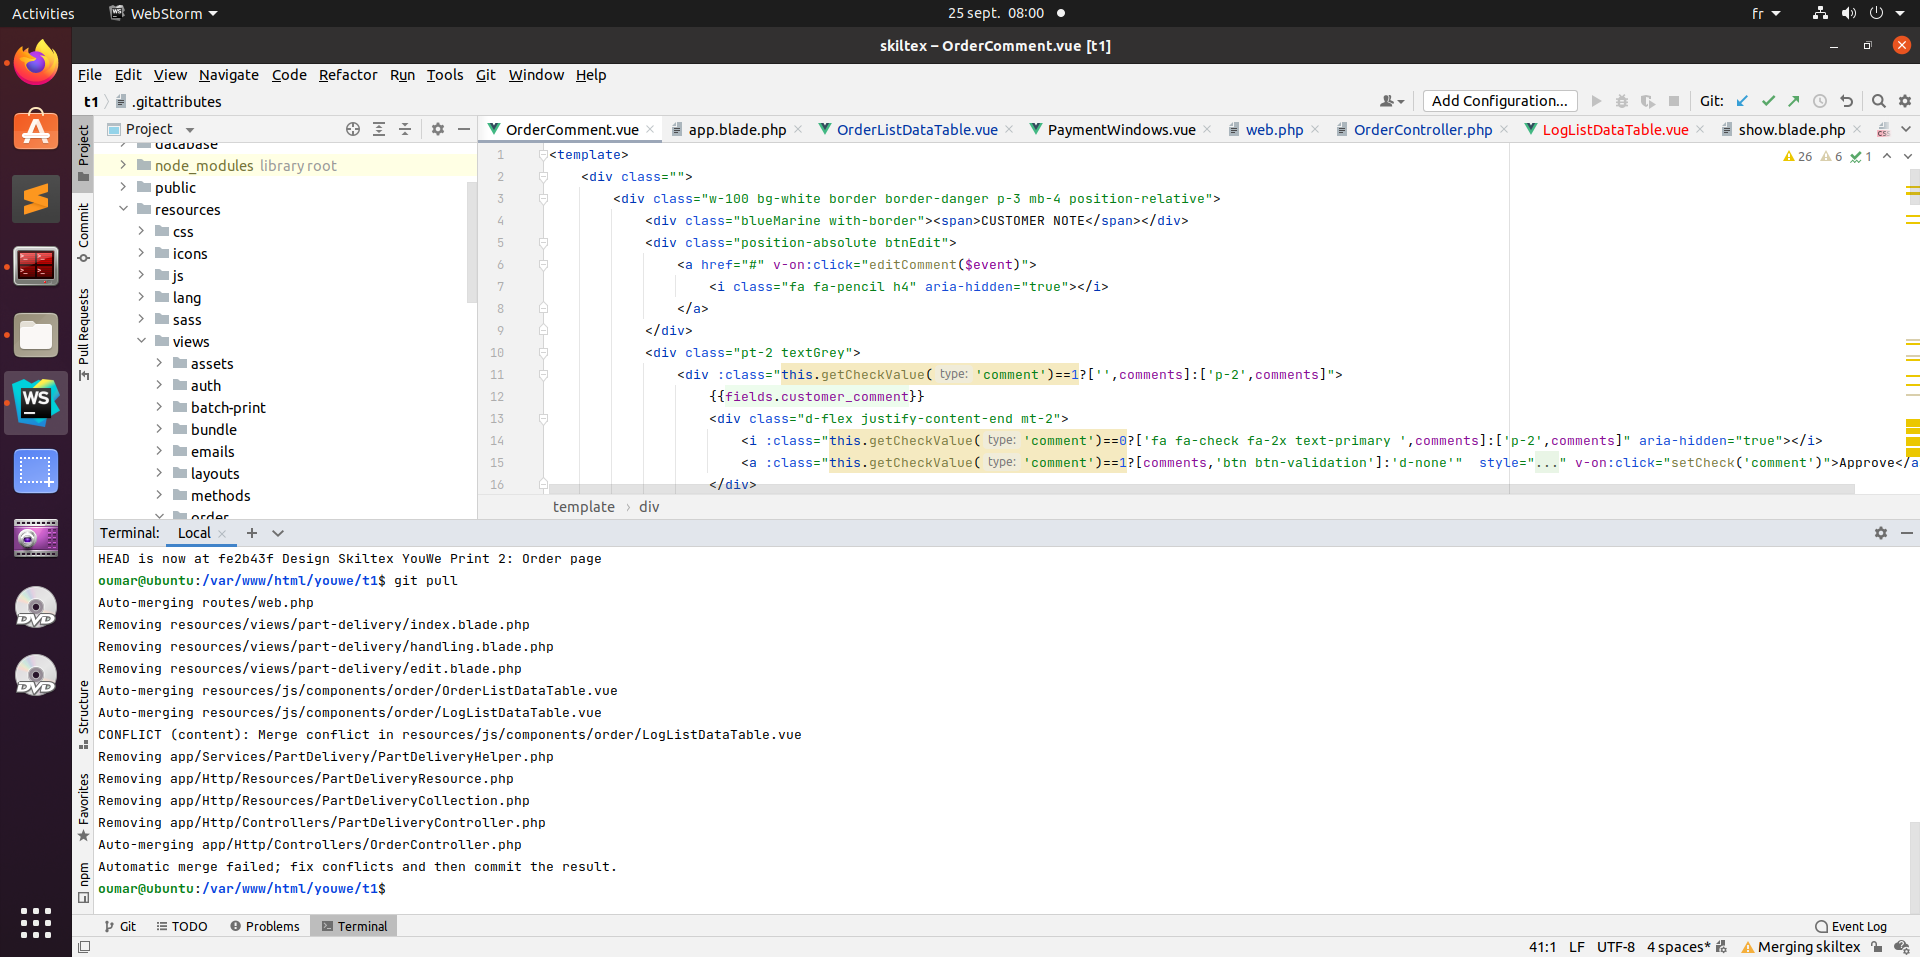 Activities
WebStorm
25 sept.  08:00
fr
skiltex – OrderComment.vue [t1]
File Edit View Navigate Code Refactor Run Tools Git Window Help
t1 .gitattributes
Add Configuration...
Git:
Project
OrderComment.vue
app.blade.php
OrderListDataTable.vue
PaymentWindows.vue
web.php
OrderController.php
LogListDataTable.vue
show.blade.php
Project
Commit
Pull Requests
Structure
Favorites
npm
database
node_modules library root
public
resources
css
icons
js
lang
sass
views
assets
auth
batch-print
bundle
emails
layouts
methods
order
26 6 1
1 <template>
2 <div class="">
3 <div class="w-100 bg-white border border-danger p-3 mb-4 position-relative">
4 <div class="blueMarine with-border"><span>CUSTOMER NOTE</span></div>
5 <div class="position-absolute btnEdit">
6 <a href="#" v-on:click="editComment($event)">
7 <i class="fa fa-pencil h4" aria-hidden="true"></i>
8 </a>
9 </div>
10 <div class="pt-2 textGrey">
11 <div :class="this.getCheckValue( type: 'comment')==1?['',comments]:['p-2',comments]">
12 {{fields.customer_comment}}
13 <div class="d-flex justify-content-end mt-2">
14 <i :class="this.getCheckValue( type: 'comment')==0?['fa fa-check fa-2x text-primary ',comments]:['p-2',comments]" aria-hidden="true"></i>
15 <a :class="this.getCheckValue( type: 'comment')==1?[comments,'btn btn-validation']:'d-none'"  style="..." v-on:click="setCheck('comment')">Approve</a
16 </div>
template › div
Terminal: Local
HEAD is now at fe2b43f Design Skiltex YouWe Print 2: Order page
oumar@ubuntu:/var/www/html/youwe/t1$ git pull
Auto-merging routes/web.php
Removing resources/views/part-delivery/index.blade.php
Removing resources/views/part-delivery/handling.blade.php
Removing resources/views/part-delivery/edit.blade.php
Auto-merging resources/js/components/order/OrderListDataTable.vue
Auto-merging resources/js/components/order/LogListDataTable.vue
CONFLICT (content): Merge conflict in resources/js/components/order/LogListDataTable.vue
Removing app/Services/PartDelivery/PartDeliveryHelper.php
Removing app/Http/Resources/PartDeliveryResource.php
Removing app/Http/Resources/PartDeliveryCollection.php
Removing app/Http/Controllers/PartDeliveryController.php
Auto-merging app/Http/Controllers/OrderController.php
Automatic merge failed; fix conflicts and then commit the result.
oumar@ubuntu:/var/www/html/youwe/t1$
Git TODO Problems Terminal
Event Log
41:1 LF UTF-8 4 spaces* Merging skiltex